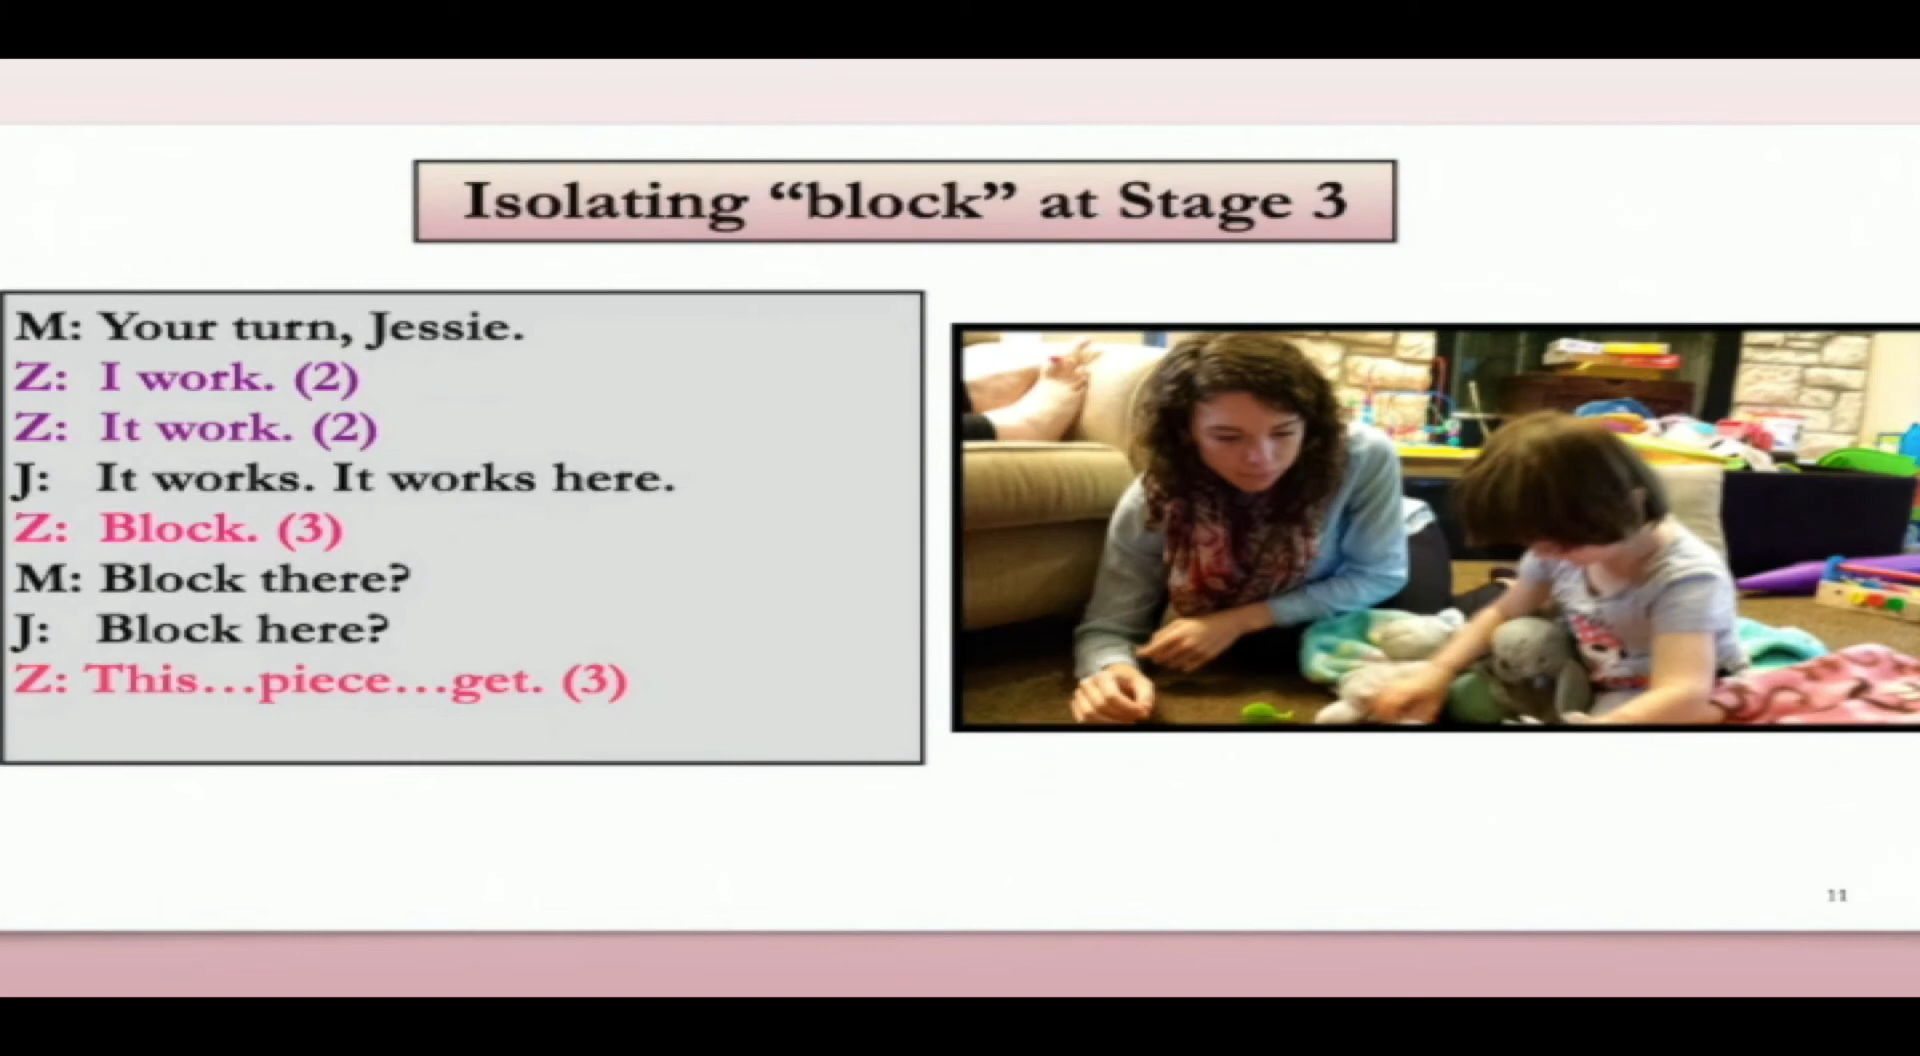 Isolating “block” at Stage 3
M: Your turn, Jessie.
Z: I work. (2)
Z: It work. (2)
J: It works. It works here.
Z: Block. (3)
M: Block there?
J: Block here?
Z: This…piece…get. (3)
11